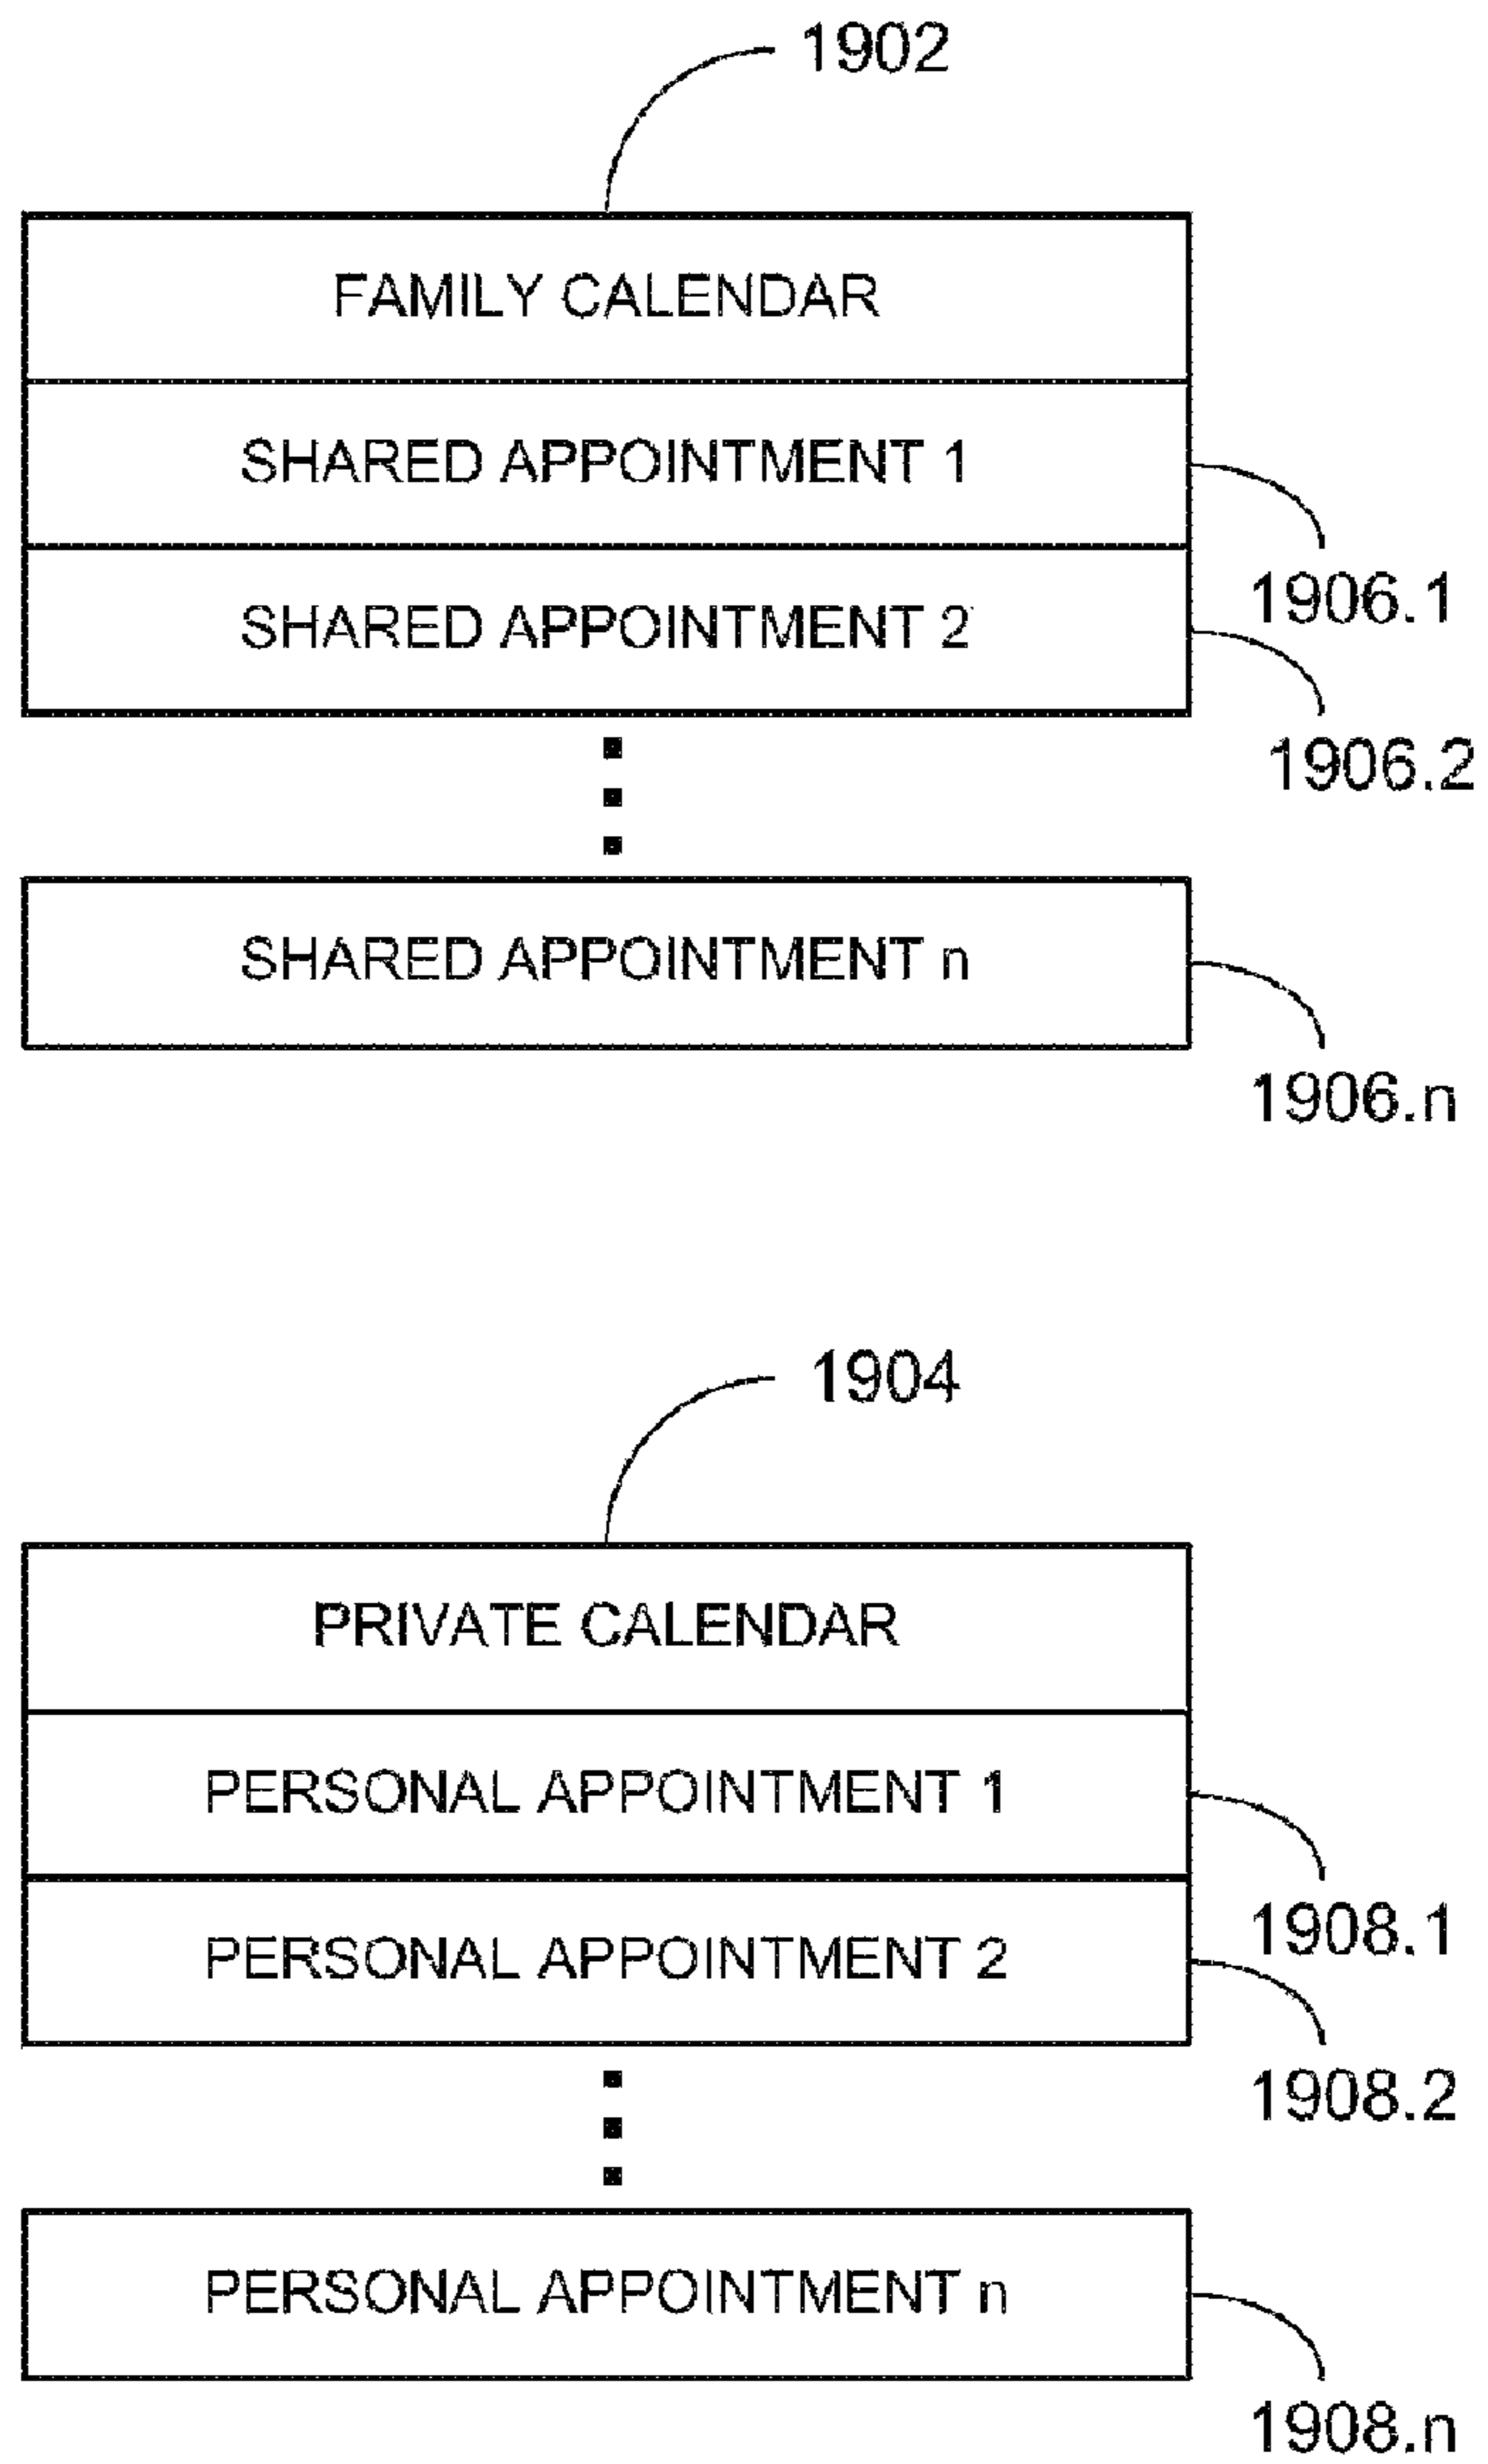 1902
FAMILY CALENDAR
SHARED APPOINTMENT 1
1906.1
SHARED APPOINTMENT 2
1906.2
SHARED APPOINTMENT n
1906.n
1904
PRIVATE CALENDAR
PERSONAL APPOINTMENT 1
1908.1
PERSONAL APPOINTMENT 2
1908.2
PERSONAL APPOINTMENT n
1908.n